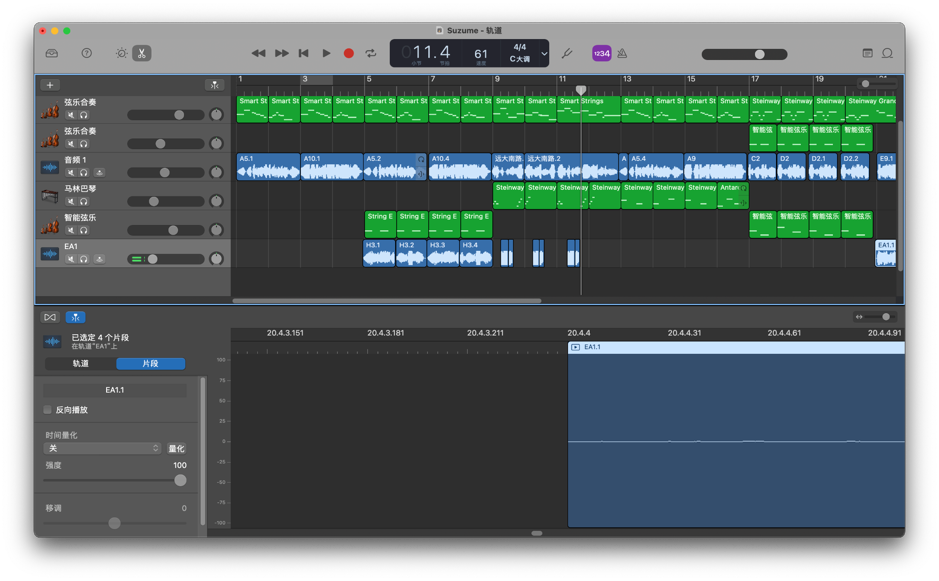 Suzume - 轨道
011.4
小节
节拍
61
速度
4/4
C大调
1234
1 3 5 7 9 11 13 15 17 19
弦乐合奏
Smart St Smart St Smart St Smart St Smart St Smart St Smart St Smart St Smart St Smart St Smart Strings Smart St Smart St Smart St Smart St Steinway Steinway Steinway Steinway Gran
弦乐合奏
智能弦 智能弦乐 智能弦乐 智能弦乐
音频 1
A5.1 A10.1 A5.2 A10.4 远大南路. 远大南路.2 A A5.4 A9 C2 D2 D2.1 D2.2 E9.1
马林巴琴
Steinway Steinway Steinway Steinway Steinway Steinway Steinway Antan
智能弦乐
String E String E String E String E 智能弦 智能弦乐 智能弦乐 智能弦乐
EA1
H3.1 H3.2 H3.3 H3.4 EA1.1
已选定 4 个片段
在轨道"EA1"上
轨道 片段
EA1.1
反向播放
时间量化
关 量化
强度 100
移调 0
20.4.3.151 20.4.3.181 20.4.3.211 20.4.4 20.4.4.31 20.4.4.61 20.4.4.91
EA1.1
100
75
50
25
0
-25
-50
-75
-100